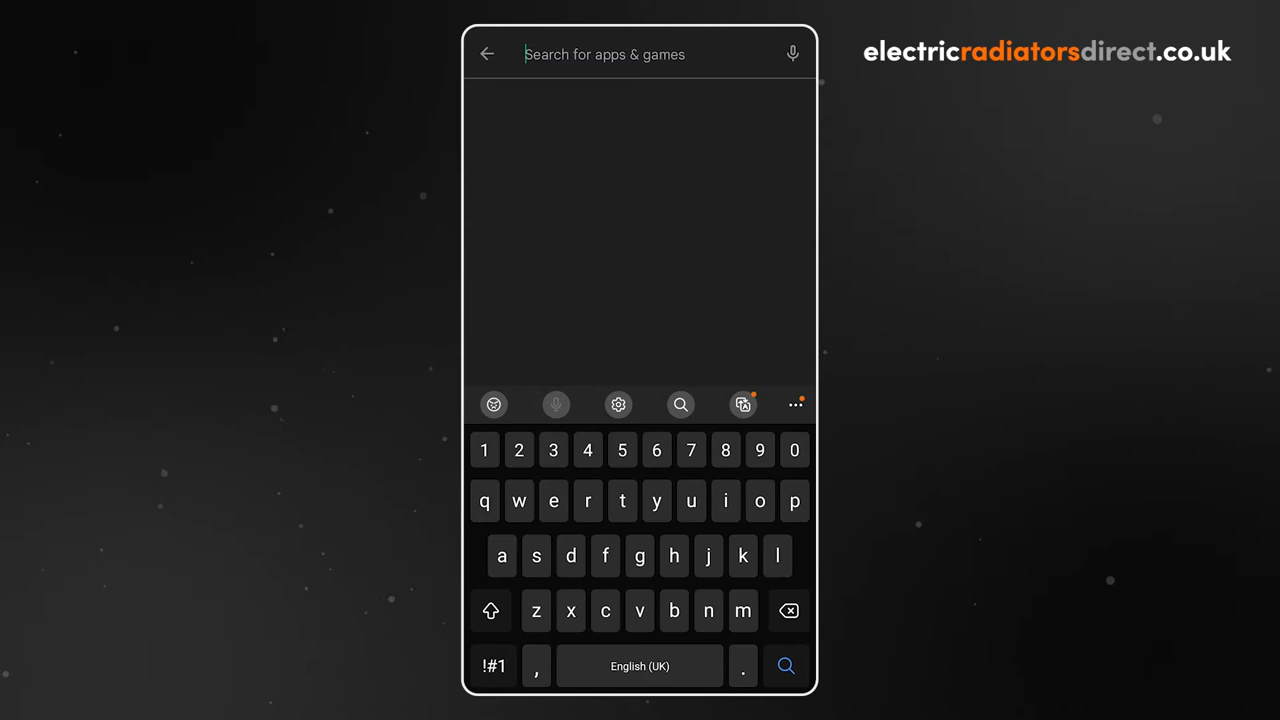 Search for apps & games
electricradiatorsdirect.co.uk
1 2 3 4 5 6 7 8 9 0
q w e r t y u i o p
a s d f g h j k l
z x c v b n m
!#1 , English (UK) .